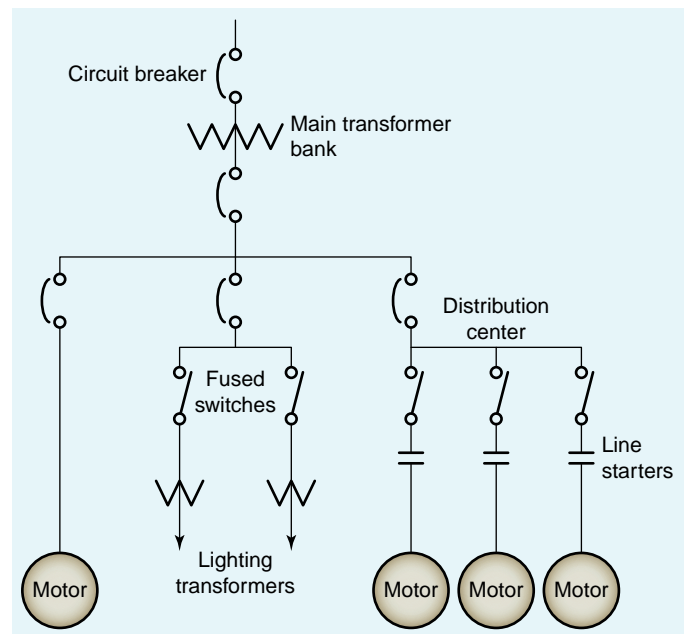 Circuit breaker
Main transformer
bank
Distribution
center
Fused
switches
Line
starters
Lighting
transformers
Motor
Motor
Motor
Motor